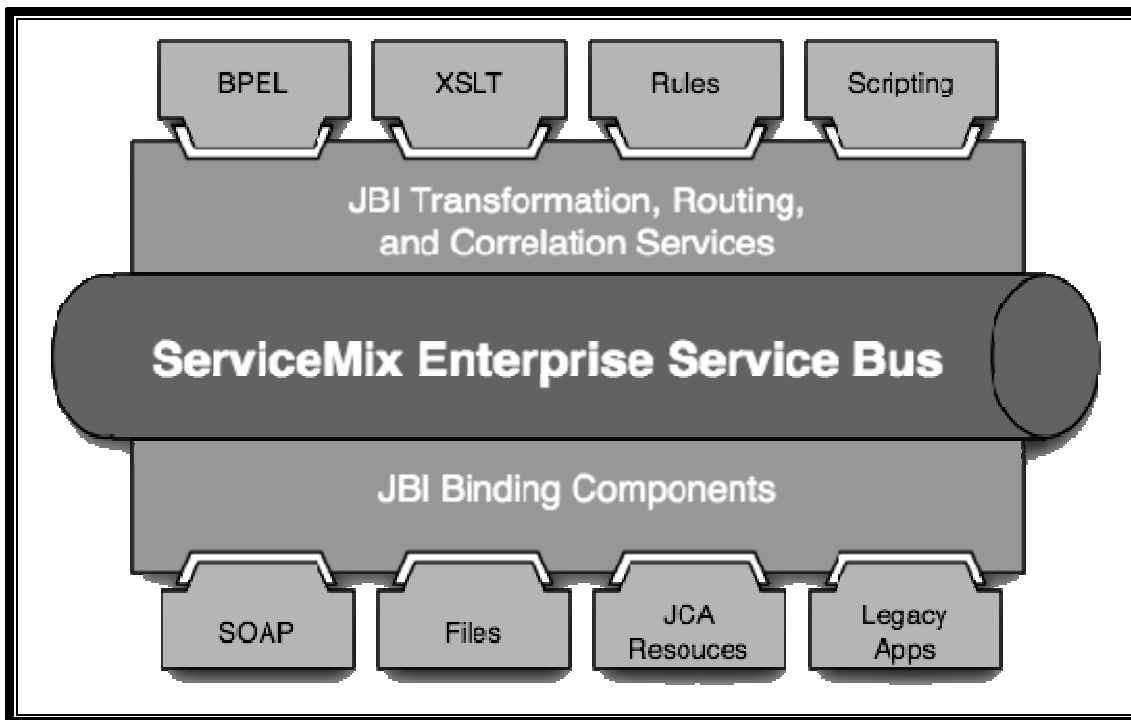 BPEL
XSLT
Rules
Scripting
JBI Transformation, Routing,
and Correlation Services
ServiceMix Enterprise Service Bus
JBI Binding Components
SOAP
Files
JCA
Resouces
Legacy
Apps